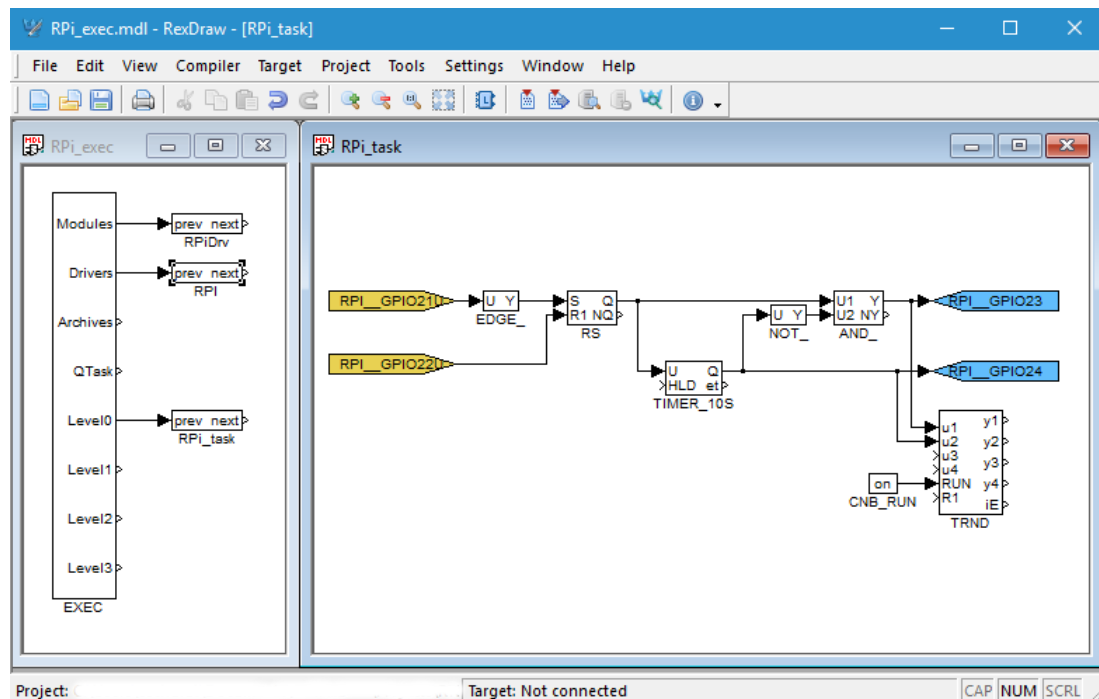 RPi_exec.mdl - RexDraw - [RPi_task]
File Edit View Compiler Target Project Tools Settings Window Help
RPi_exec
Modules
prev next
RPiDrv
Drivers
prev next
RPI
Archives
QTask
Level0
prev next
RPi_task
Level1
Level2
Level3
EXEC
RPi_task
RPI__GPIO21 U
U Y
EDGE_
S Q
R1 NQ
RS
U1 Y
U2 NY
AND_
RPI__GPIO23
U Y
NOT_
RPI__GPIO22 U
U Q
HLD et
TIMER_10S
RPI__GPIO24
u1 y1
u2 y2
u3 y3
u4 y4
RUN
R1 iE
TRND
on
CNB_RUN
Project:
Target: Not connected
CAP NUM SCRL